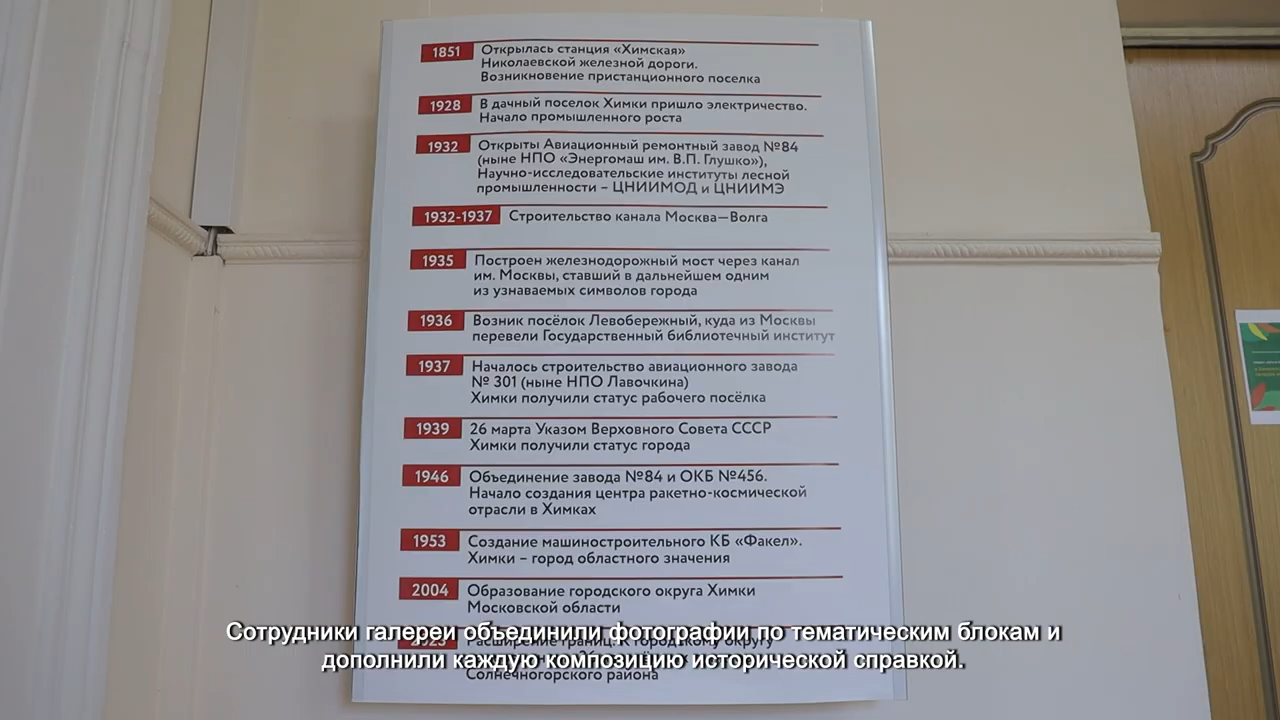 1851 Открылась станция «Химская»
Николаевской железной дороги.
Возникновение пристанционного поселка
1928 В дачный поселок Химки пришло электричество.
Начало промышленного роста
1932 Открыты Авиационный ремонтный завод №84
(ныне НПО «Энергомаш им. В.П. Глушко»),
Научно-исследовательские институты лесной
промышленности – ЦНИИМОД и ЦНИИМЭ
1932-1937 Строительство канала Москва—Волга
1935 Построен железнодорожный мост через канал
им. Москвы, ставший в дальнейшем одним
из узнаваемых символов города
1936 Возник посёлок Левобережный, куда из Москвы
перевели Государственный библиотечный институт
1937 Началось строительство авиационного завода
№ 301 (ныне НПО Лавочкина)
Химки получили статус рабочего посёлка
1939 26 марта Указом Верховного Совета СССР
Химки получили статус города
1946 Объединение завода №84 и ОКБ №456.
Начало создания центра ракетно-космической
отрасли в Химках
1953 Создание машиностроительного КБ «Факел».
Химки – город областного значения
2004 Образование городского округа Химки
Московской области
Расширение границ. К городскому округу
Солнечногорского района
Сотрудники галереи объединили фотографии по тематическим блокам и
дополнили каждую композицию исторической справкой.